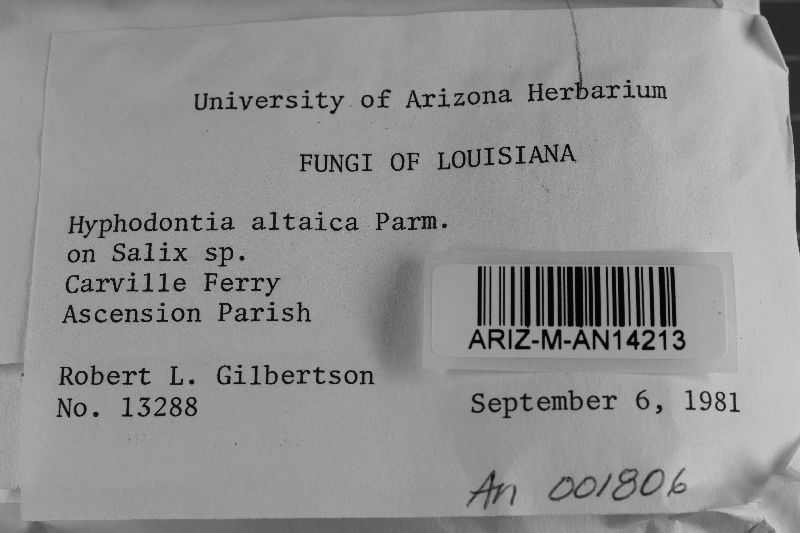 University of Arizona Herbarium
FUNGI OF LOUISIANA
Hyphodontia altaica Parm.
on Salix sp.
Carville Ferry
Ascension Parish
ARIZ-M-AN14213
Robert L. Gilbertson
No. 13288
September 6, 1981
An 001806